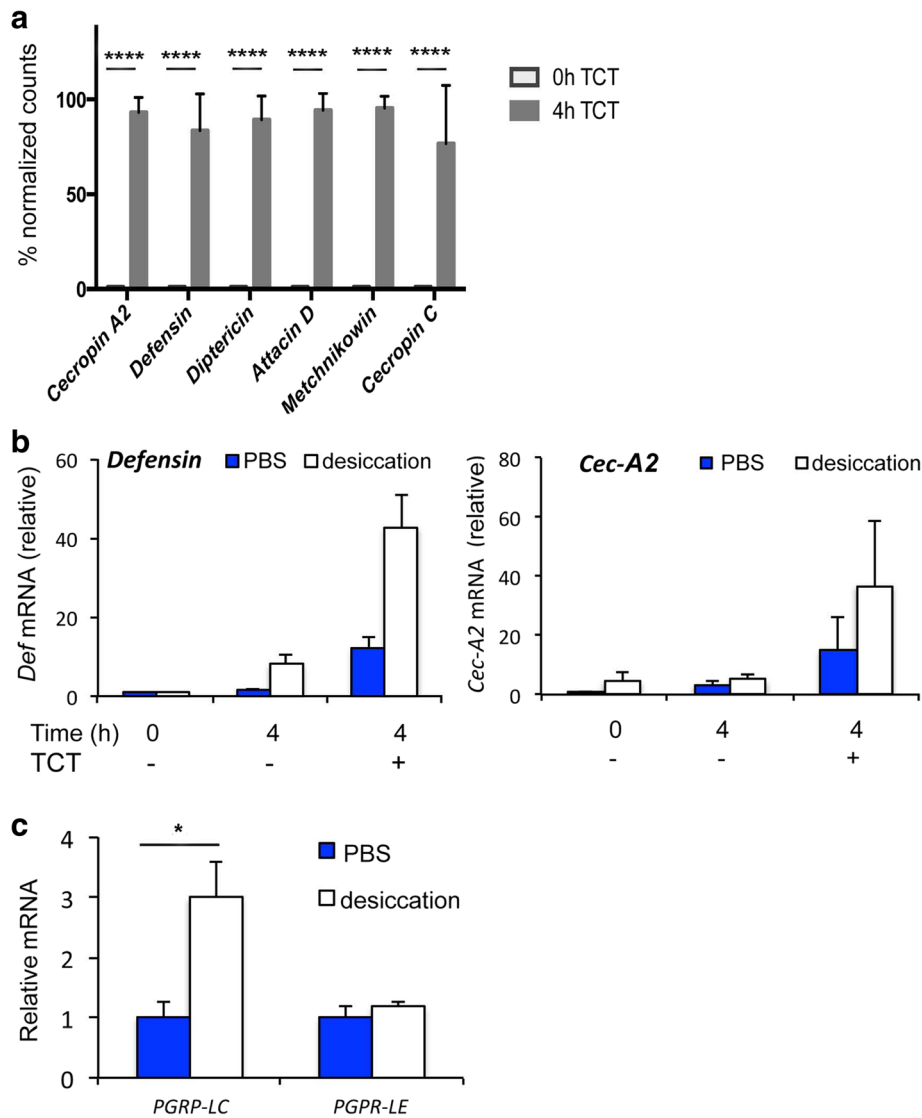 a
% normalized counts
100
50
0
**** **** **** **** **** ****
0h TCT
4h TCT
Cecropin A2
Defensin
Diptericin
Attacin D
Metchnikowin
Cecropin C
b
Defensin PBS desiccation
Def mRNA (relative)
60
40
20
0
Time (h) 0 4 4
TCT - - +
Cec-A2 PBS desiccation
Cec-A2 mRNA (relative)
80
60
40
20
0
0 4 4
- - +
c
Relative mRNA
4
3
2
1
0
*
PBS
desiccation
PGRP-LC PGPR-LE